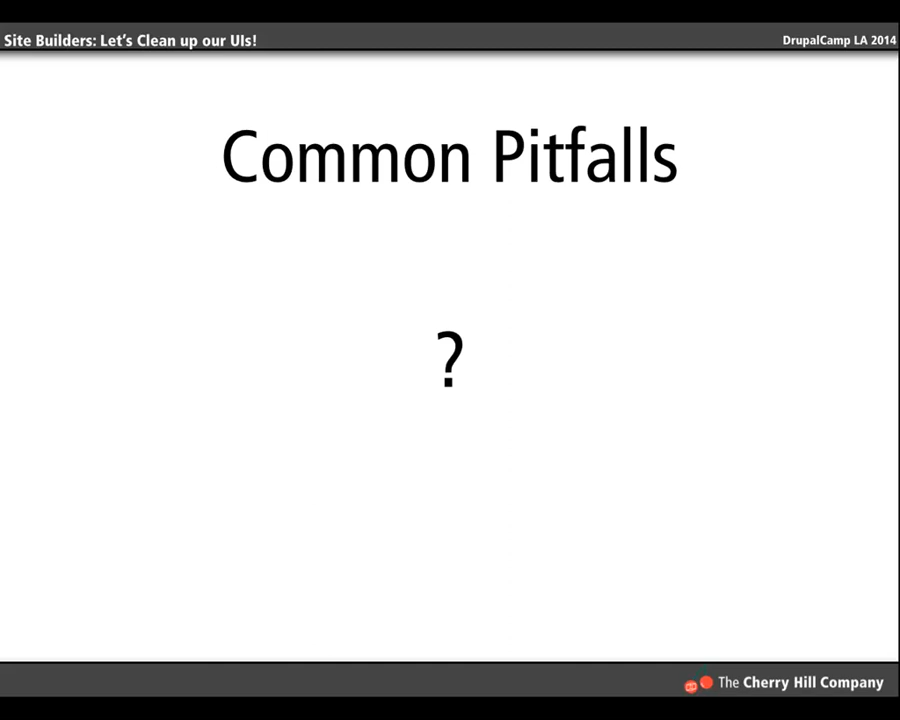 Site Builders: Let's Clean up our UIs!
DrupalCamp LA 2014
Common Pitfalls
?
The Cherry Hill Company